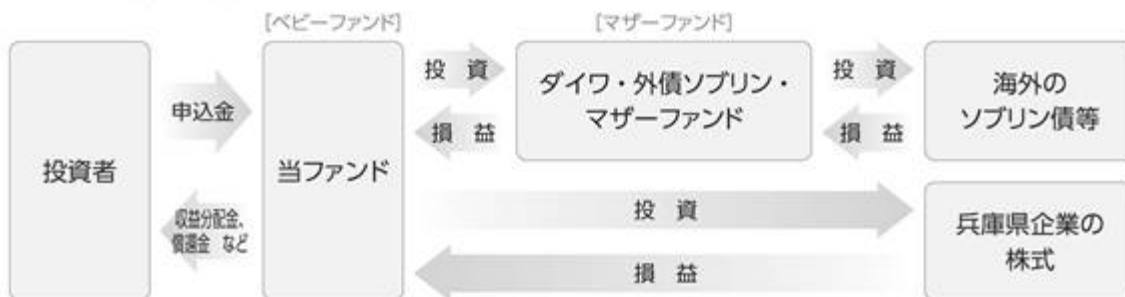 [ベビーファンド]
[マザーファンド]
投資者
申込金
収益分配金、
償還金 など
当ファンド
投 資
損 益
ダイワ・外債ソブリン・
マザーファンド
投 資
損 益
海外の
ソブリン債等
投 資
損 益
兵庫県企業の
株式